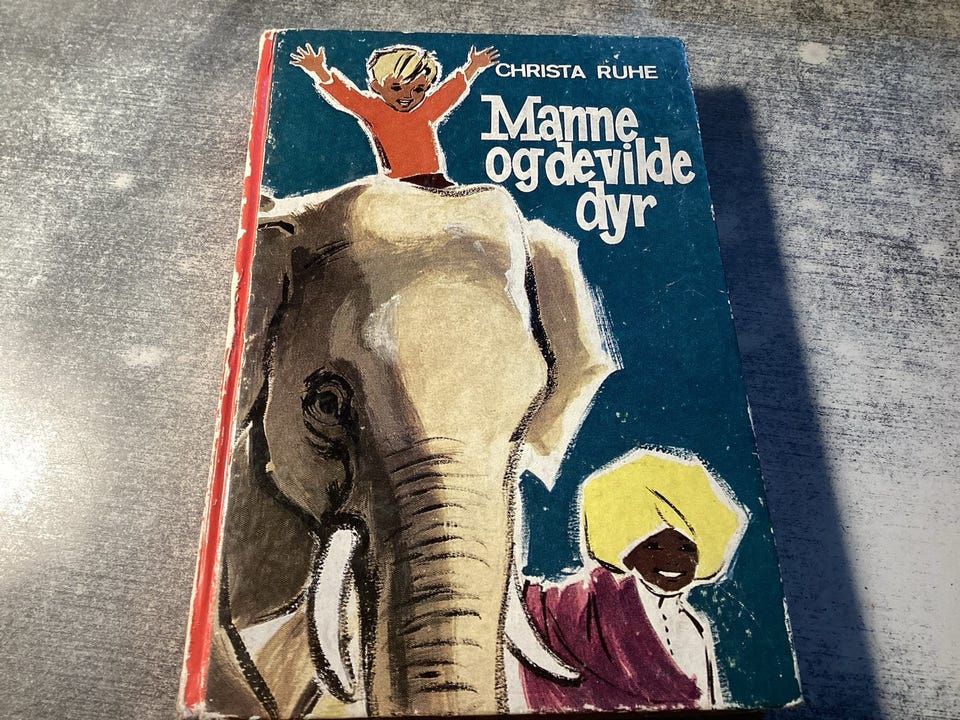 CHRISTA RUHE
Manne
og de vilde
dyr